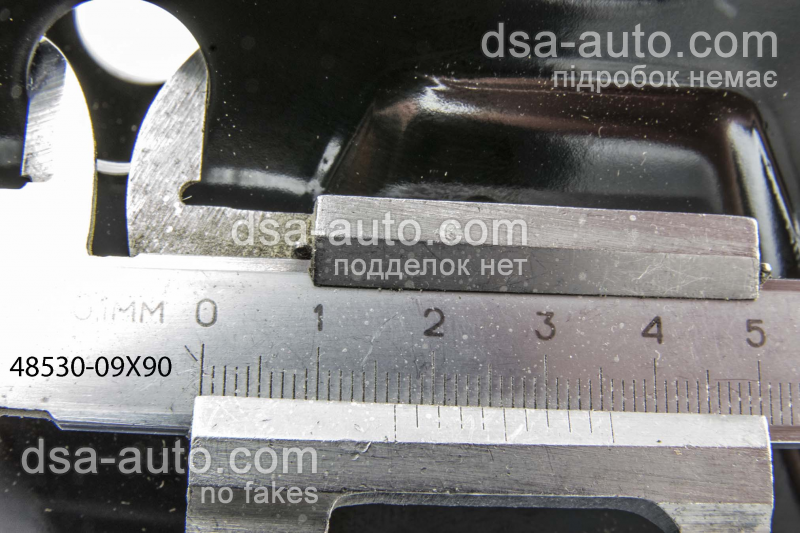 dsa-auto.com
підробок немає
dsa-auto.com
подделок нет
0.1MM 0 1 2 3 4 5
48530-09X90
dsa-auto.com
no fakes